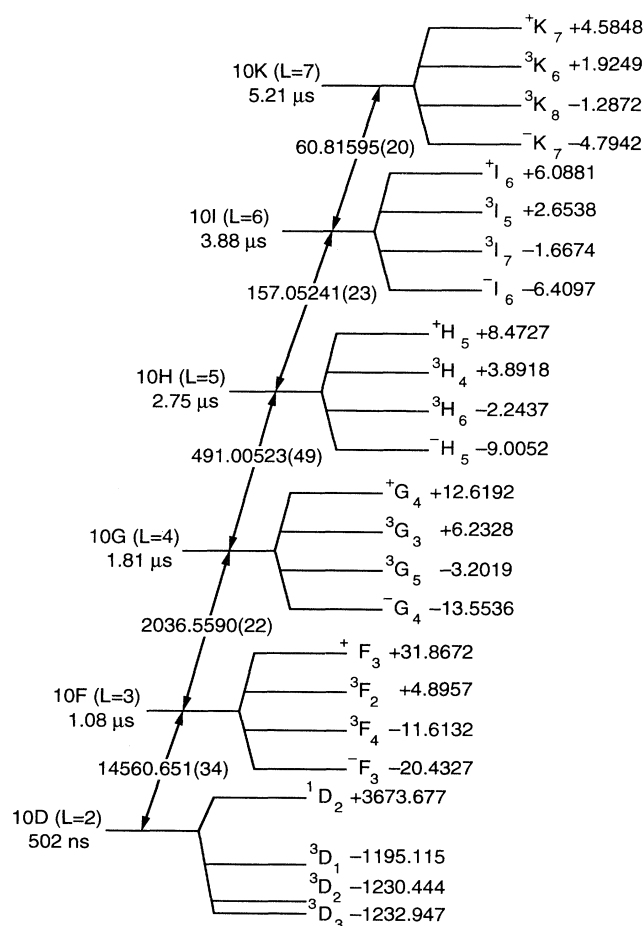 ⁺K₇ +4.5848
³K₆ +1.9249
10K (L=7)
5.21 μs
³K₈ −1.2872
⁻K₇ −4.7942
60.81595(20)
⁺I₆ +6.0881
³I₅ +2.6538
10I (L=6)
3.88 μs
³I₇ −1.6674
⁻I₆ −6.4097
157.05241(23)
⁺H₅ +8.4727
³H₄ +3.8918
10H (L=5)
2.75 μs
³H₆ −2.2437
⁻H₅ −9.0052
491.00523(49)
⁺G₄ +12.6192
³G₃ +6.2328
10G (L=4)
1.81 μs
³G₅ −3.2019
⁻G₄ −13.5536
2036.5590(22)
⁺F₃ +31.8672
³F₂ +4.8957
10F (L=3)
1.08 μs
³F₄ −11.6132
⁻F₃ −20.4327
14560.651(34)
¹D₂ +3673.677
10D (L=2)
502 ns
³D₁ −1195.115
³D₂ −1230.444
³D₃ −1232.947